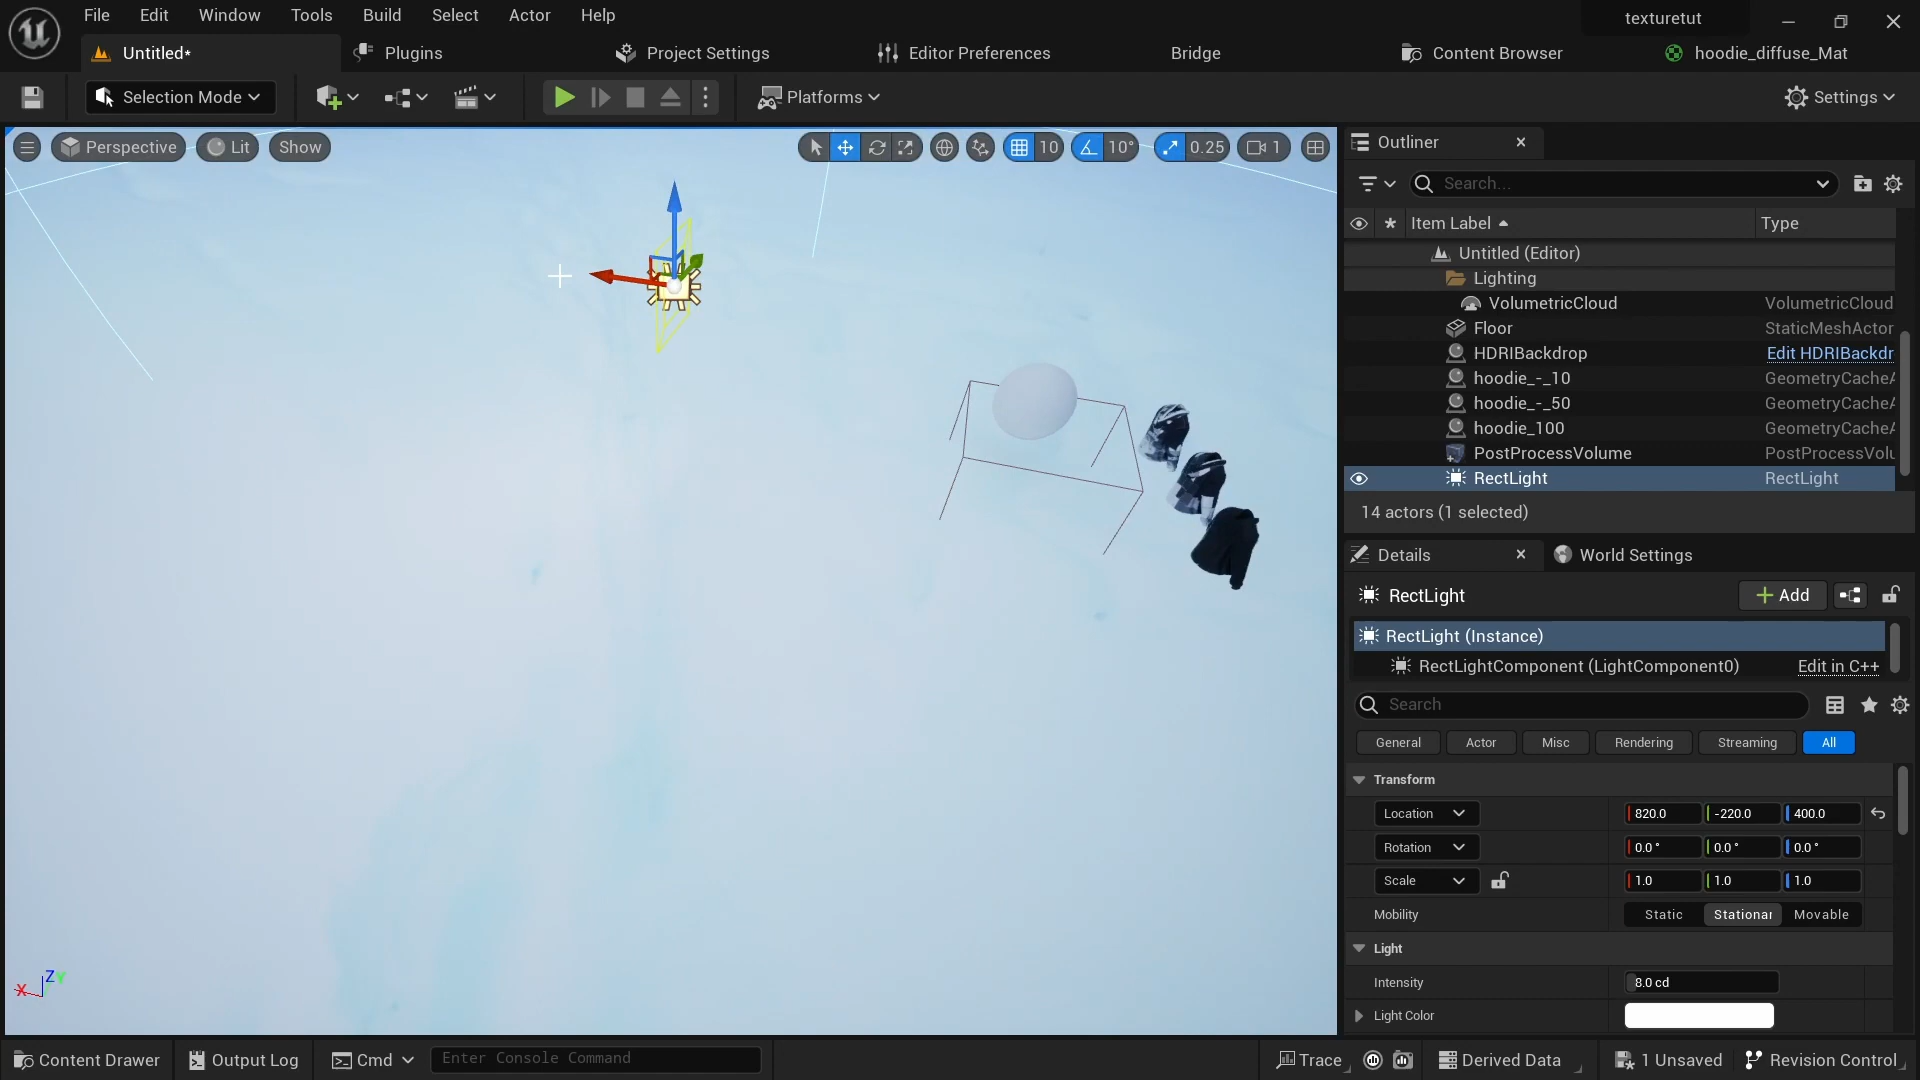 File Edit Window Tools Build Select Actor Help
texturetut
Untitled* Plugins Project Settings Editor Preferences Bridge Content Browser hoodie_diffuse_Mat
Selection Mode Platforms Settings
Perspective Lit Show 10 10° 0.25 1
Outliner
Search...
Item Label Type
Untitled (Editor)
Lighting
VolumetricCloud VolumetricCloud
Floor StaticMeshActor
HDRIBackdrop Edit HDRIBackdr
hoodie_-_10 GeometryCacheA
hoodie_-_50 GeometryCacheA
hoodie_100 GeometryCacheA
PostProcessVolume PostProcessVolu
RectLight RectLight
14 actors (1 selected)
Details World Settings
RectLight Add
RectLight (Instance)
RectLightComponent (LightComponent0) Edit in C++
Search
General Actor Misc Rendering Streaming All
Transform
Location 820.0 -220.0 400.0
Rotation 0.0° 0.0° 0.0°
Scale 1.0 1.0 1.0
Mobility Static Stationar Movable
Light
Intensity 8.0 cd
Light Color
X Z Y
Content Drawer Output Log Cmd Enter Console Command Trace Derived Data 1 Unsaved Revision Control